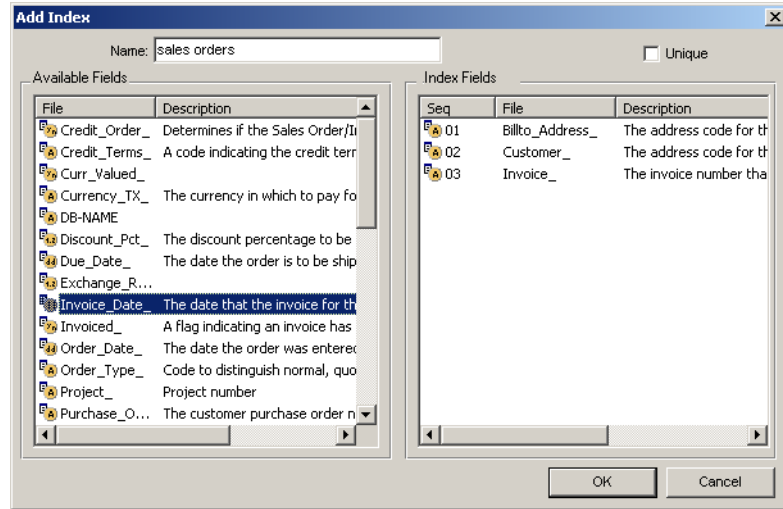 Add Index
Name: sales orders
Unique
Available Fields
File Description
Credit_Order_ Determines if the Sales Order/I
Credit_Terms_ A code indicating the credit terr
Curr_Valued_
Currency_TX_ The currency in which to pay fo
DB-NAME
Discount_Pct_ The discount percentage to be
Due_Date_ The date the order is to be ship
Exchange_R...
Invoice_Date_ The date that the invoice for th
Invoiced_ A flag indicating an invoice has
Order_Date_ The date the order was entered
Order_Type_ Code to distinguish normal, quo
Project_ Project number
Purchase_O... The customer purchase order n
Index Fields
Seq File Description
01 Billto_Address_ The address code for th
02 Customer_ The address code for th
03 Invoice_ The invoice number tha
OK Cancel